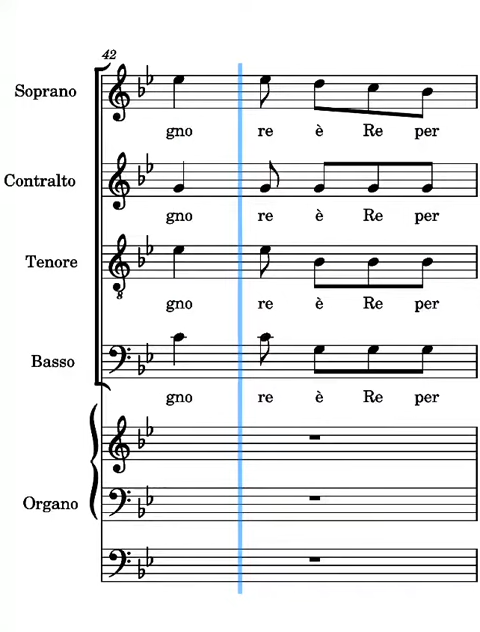 42
Soprano
gno re è Re per
Contralto
gno re è Re per
Tenore
8
gno re è Re per
Basso
gno re è Re per
Organo